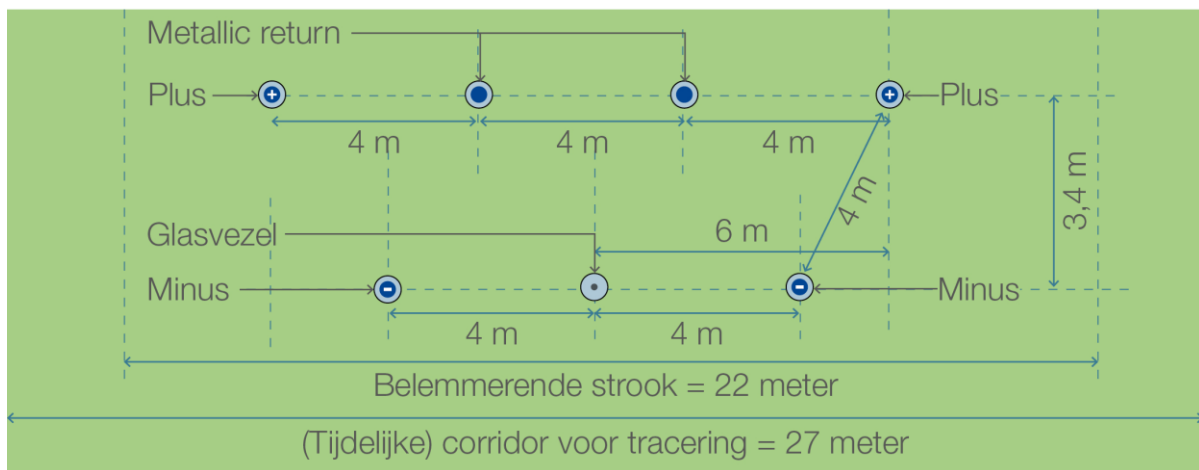 Metallic return
Plus
Plus
4 m
4 m
4 m
4 m
3,4 m
Glasvezel
6 m
Minus
Minus
4 m
4 m
Belemmerende strook = 22 meter
(Tijdelijke) corridor voor tracering = 27 meter